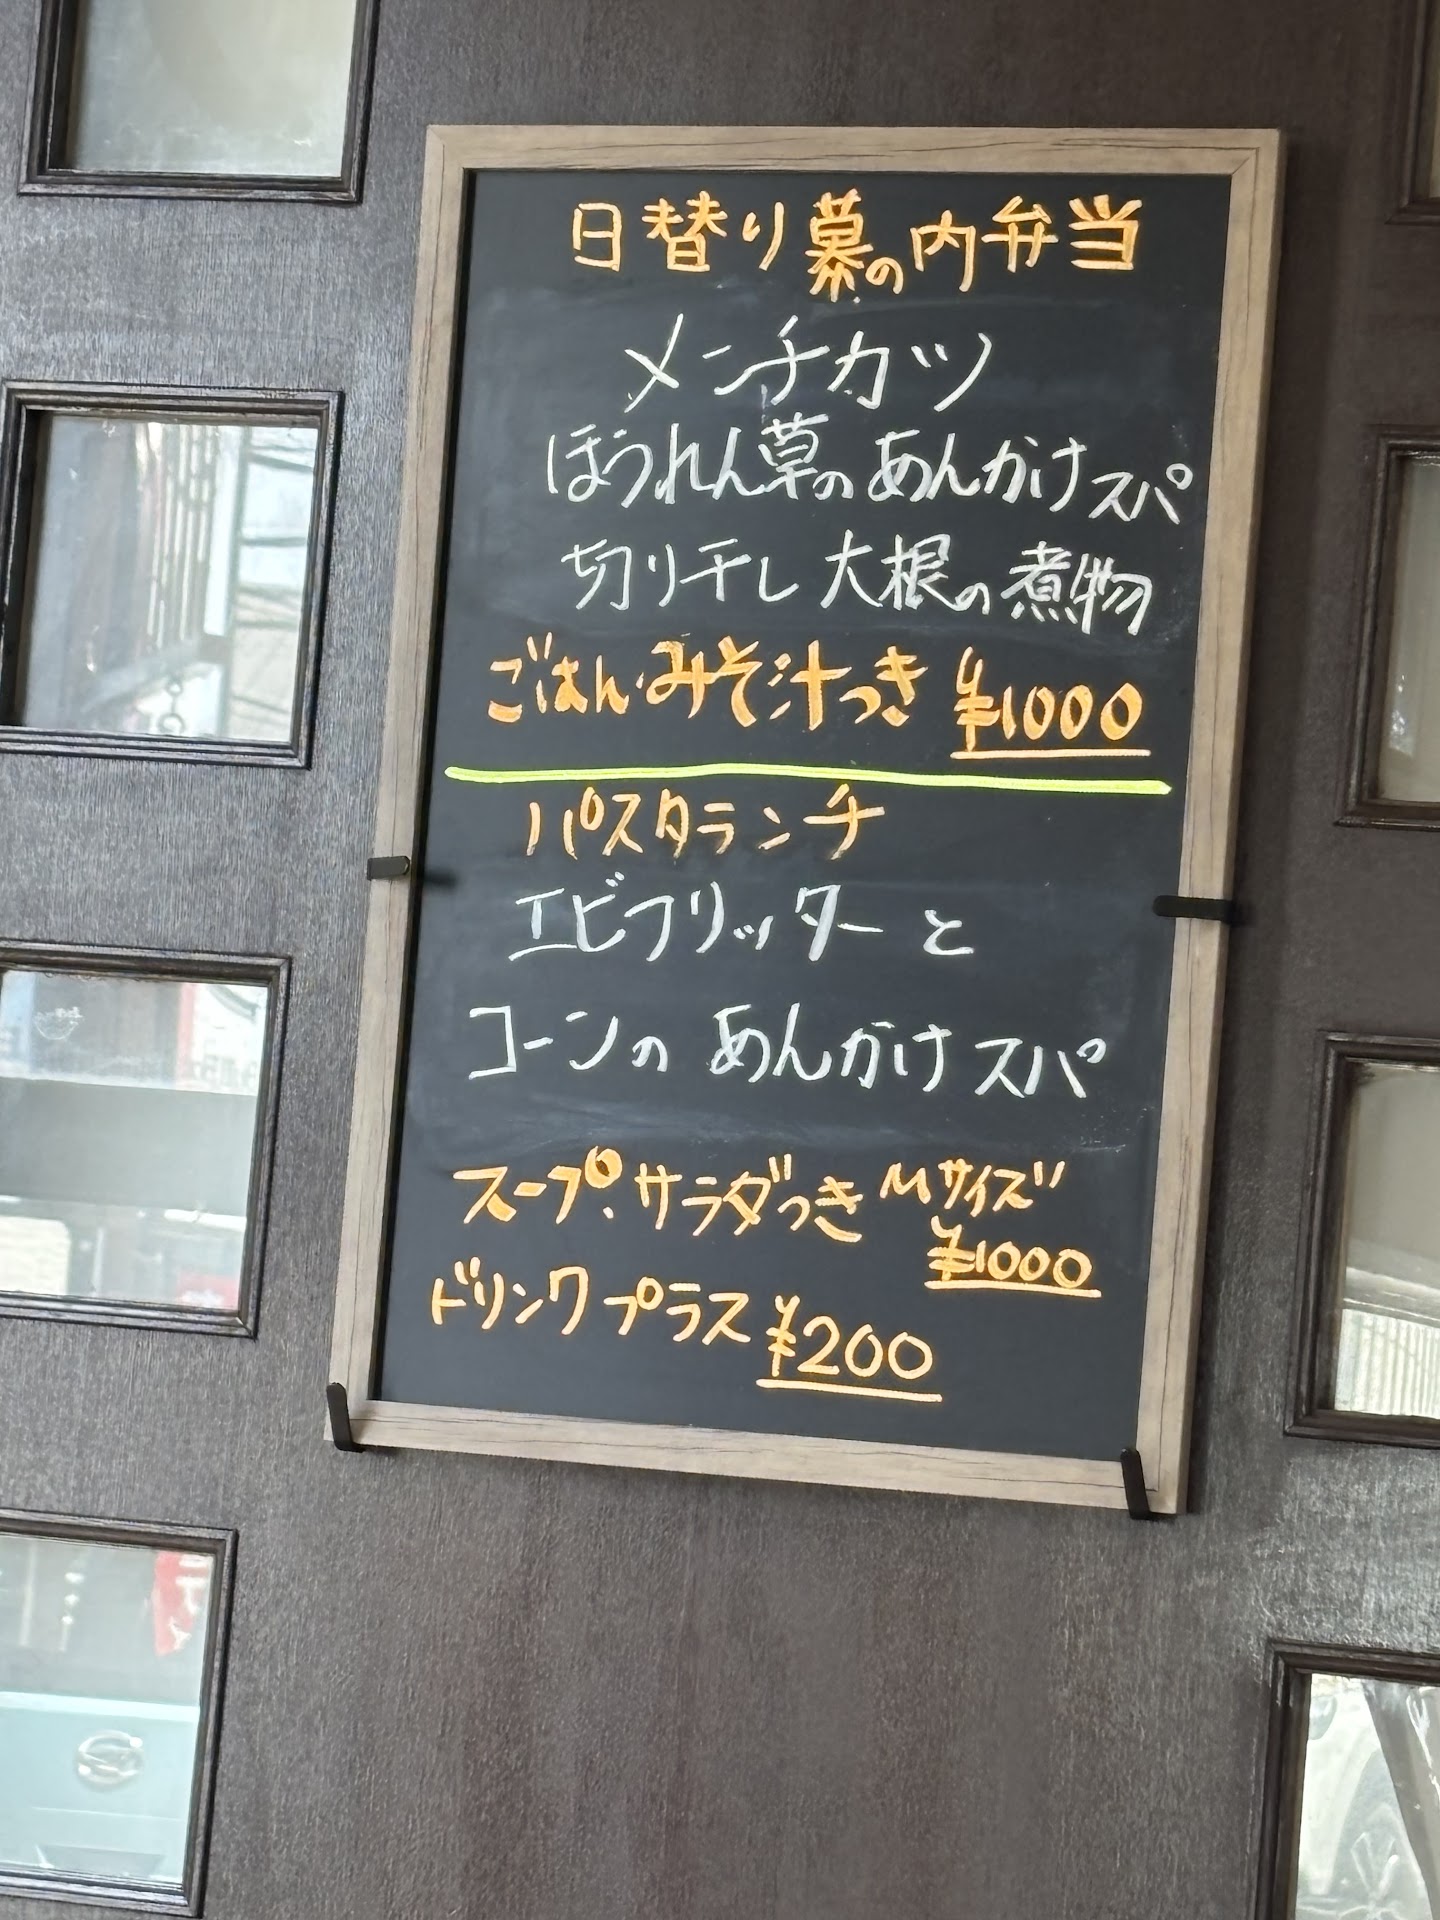 日替り幕の内弁当
メンチカツ
ほうれん草のあんかけスパ
切り干し大根の煮物
ごはん・みそ汁つき ¥1000
パスタランチ
エビフリッターと
コーンの あんかけスパ
スープ・サラダつき Mサイズ
¥1000
ドリンクプラス ¥200